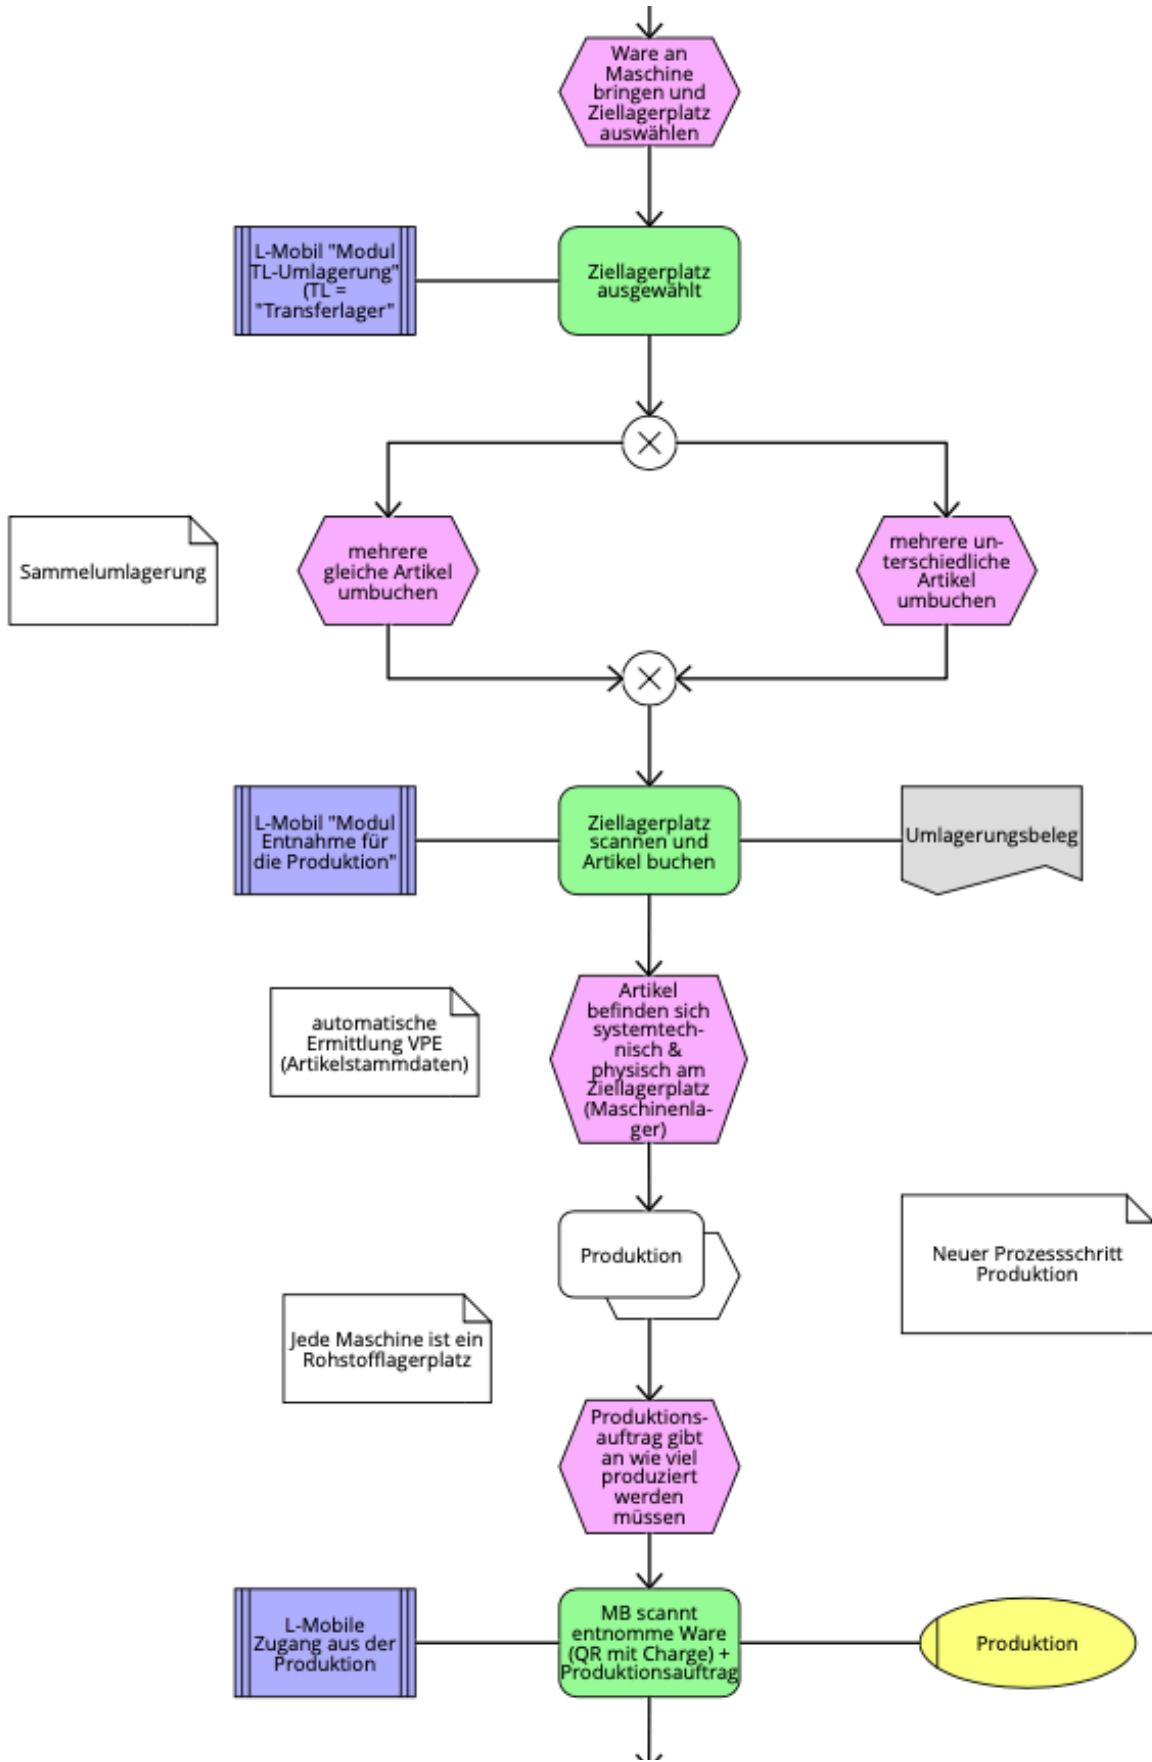 Ware an
Maschine
bringen und
Ziellagerplatz
auswählen
L-Mobil "Modul
TL-Umlagerung"
(TL =
"Transferlager"
Ziellagerplatz
ausgewählt
Sammelumlagerung
mehrere
gleiche Artikel
umbuchen
mehrere un-
terschiedliche
Artikel
umbuchen
L-Mobil "Modul
Entnahme für
die Produktion"
Ziellagerplatz
scannen und
Artikel buchen
Umlagerungsbeleg
automatische
Ermittlung VPE
(Artikelstammdaten)
Artikel
befinden sich
systemtech-
nisch &
physisch am
Ziellagerplatz
(Maschinenla-
ger)
Produktion
Neuer Prozessschritt
Produktion
Jede Maschine ist ein
Rohstofflagerplatz
Produktions-
auftrag gibt
an wie viel
produziert
werden
müssen
L-Mobile
Zugang aus der
Produktion
MB scannt
entnomme Ware
(QR mit Charge) +
Produktionsauftrag
Produktion